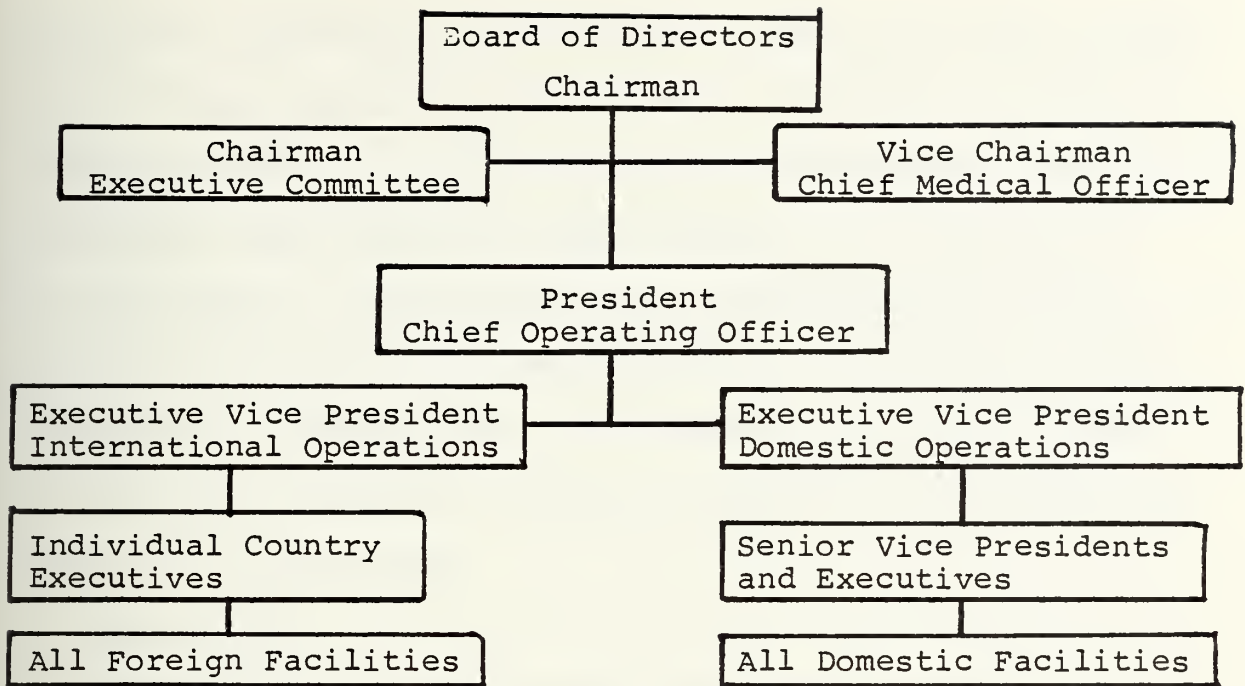 Board of Directors
Chairman
Chairman
Executive Committee
Vice Chairman
Chief Medical Officer
President
Chief Operating Officer
Executive Vice President
International Operations
Executive Vice President
Domestic Operations
Individual Country
Executives
Senior Vice Presidents
and Executives
All Foreign Facilities
All Domestic Facilities